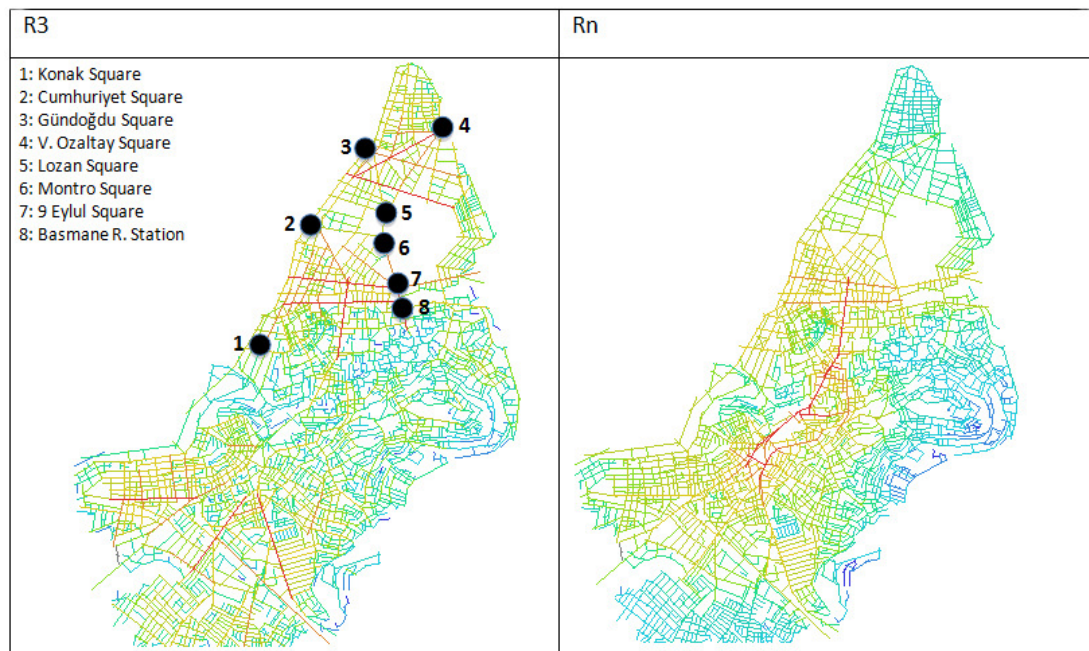 R3
Rn
1: Konak Square
2: Cumhuriyet Square
3: Gündoğdu Square
4: V. Ozaltay Square
5: Lozan Square
6: Montro Square
7: 9 Eylul Square
8: Basmane R. Station
4
3
5
2
6
7
8
1